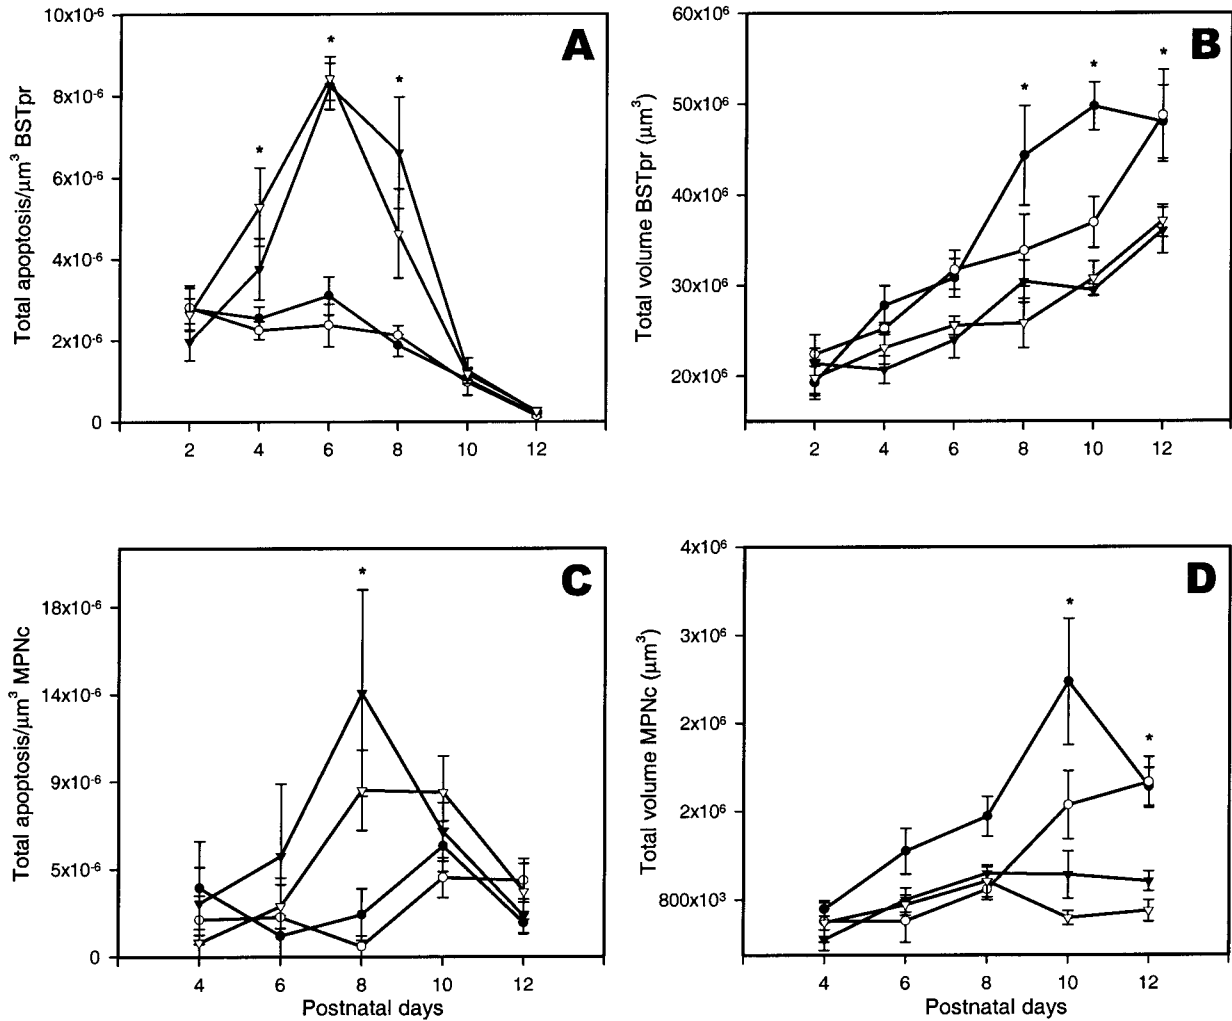 A
Total apoptosis/µm³ BSTpr
10x10⁻⁶
8x10⁻⁶
6x10⁻⁶
4x10⁻⁶
2x10⁻⁶
0
* * *
2 4 6 8 10 12
B
Total volume BSTpr (µm³)
60x10⁶
50x10⁶
40x10⁶
30x10⁶
20x10⁶
* * *
2 4 6 8 10 12
C
Total apoptosis/µm³ MPNc
18x10⁻⁶
14x10⁻⁶
9x10⁻⁶
5x10⁻⁶
0
*
4 6 8 10 12
Postnatal days
D
Total volume MPNc (µm³)
4x10⁶
3x10⁶
2x10⁶
2x10⁶
800x10³
* *
4 6 8 10 12
Postnatal days